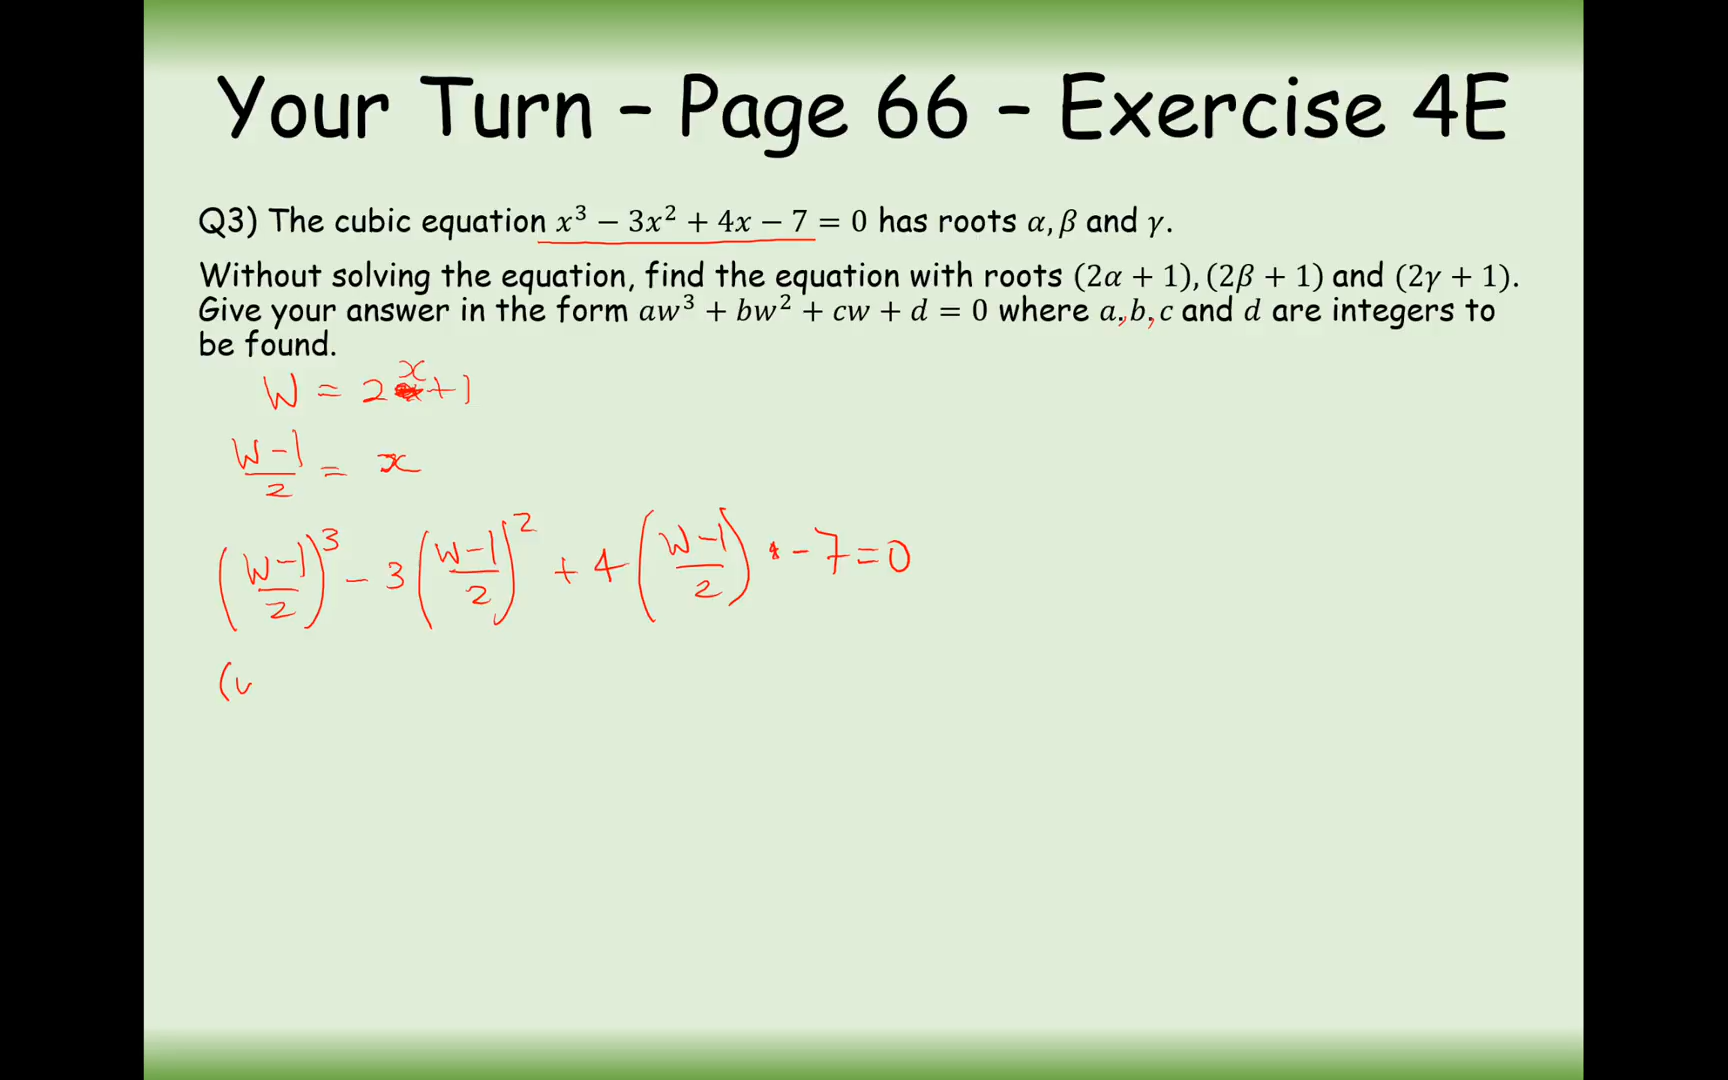 Your Turn – Page 66 – Exercise 4E
Q3) The cubic equation x³ − 3x² + 4x − 7 = 0 has roots α, β and γ.
Without solving the equation, find the equation with roots (2α + 1), (2β + 1) and (2γ + 1).
Give your answer in the form aw³ + bw² + cw + d = 0 where a, b, c and d are integers to
be found.
W = 2x + 1
(W−1)/2 = x
((W−1)/2)³ − 3((W−1)/2)² + 4((W−1)/2) − 7 = 0